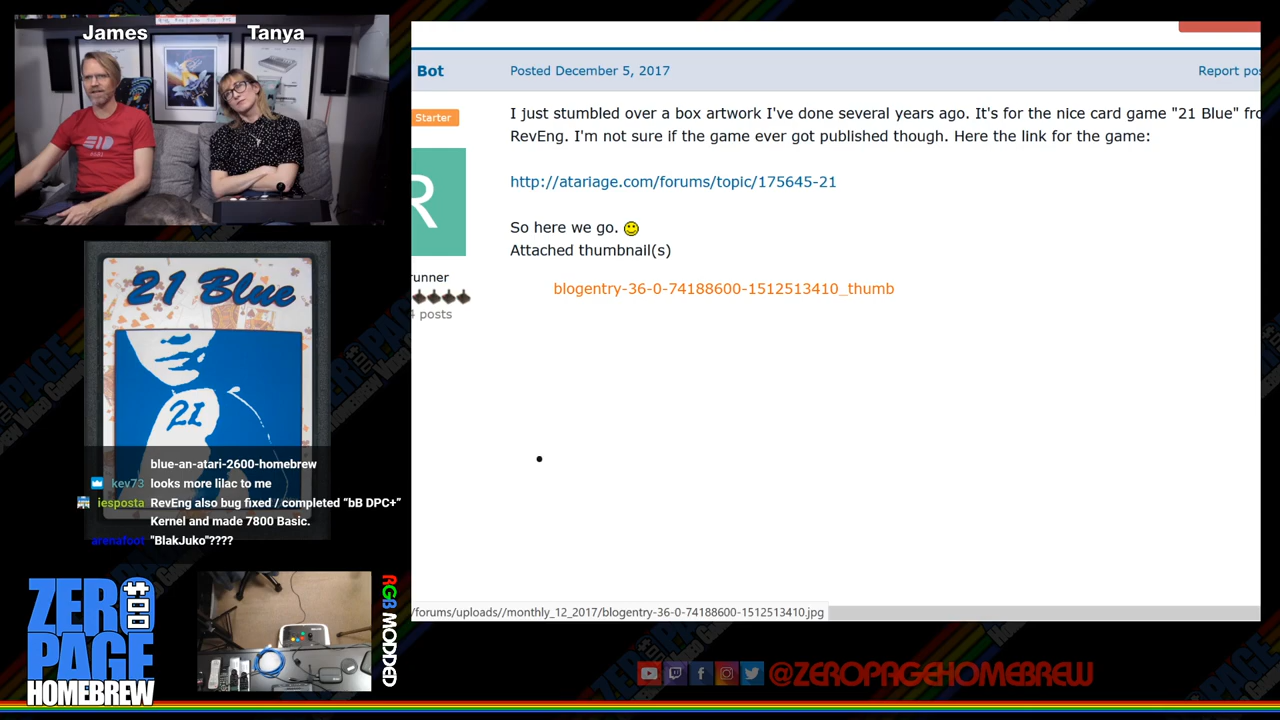 James
Tanya
21 Blue
21
blue-an-atari-2600-homebrew
kev73 looks more lilac to me
iesposta RevEng also bug fixed / completed “bB DPC+”
Kernel and made 7800 Basic.
arenafoot "BlakJuko"????
ZERO
PAGE
HOMEBREW
RGB MODDED
Bot
Posted December 5, 2017
Report pos
Starter
R
runner
4 posts
I just stumbled over a box artwork I've done several years ago. It's for the nice card game "21 Blue" fro
RevEng. I'm not sure if the game ever got published though. Here the link for the game:
http://atariage.com/forums/topic/175645-21
So here we go.
Attached thumbnail(s)
blogentry-36-0-74188600-1512513410_thumb
/forums/uploads//monthly_12_2017/blogentry-36-0-74188600-1512513410.jpg
@ZEROPAGEHOMEBREW